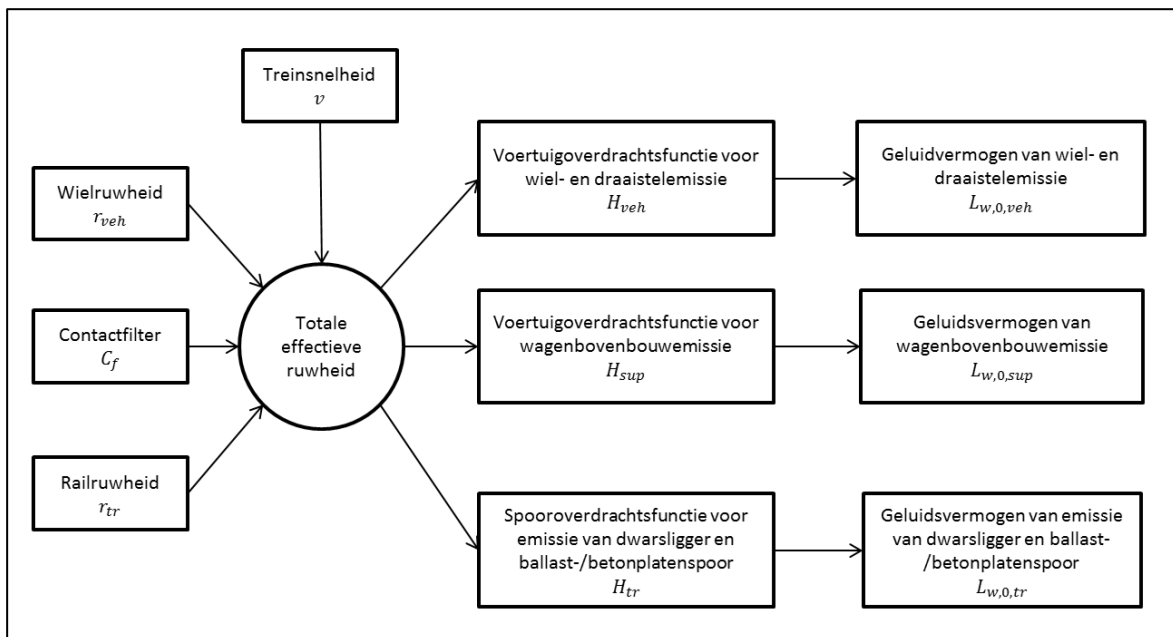 Treinsnelheid
v
Wielruwheid
r_veh
Contactfilter
C_f
Railruwheid
r_tr
Totale
effectieve
ruwheid
Voertuigoverdrachtsfunctie voor
wiel- en draaistelemissie
H_veh
Geluidvermogen van wiel- en
draaistelemissie
L_w,0,veh
Voertuigoverdrachtsfunctie voor
wagenbovenbouwemissie
H_sup
Geluidsvermogen van
wagenbovenbouwemissie
L_w,0,sup
Spooroverdrachtsfunctie voor
emissie van dwarsligger en
ballast-/betonplatenspoor
H_tr
Geluidsvermogen van emissie
van dwarsligger en ballast-
/betonplatenspoor
L_w,0,tr